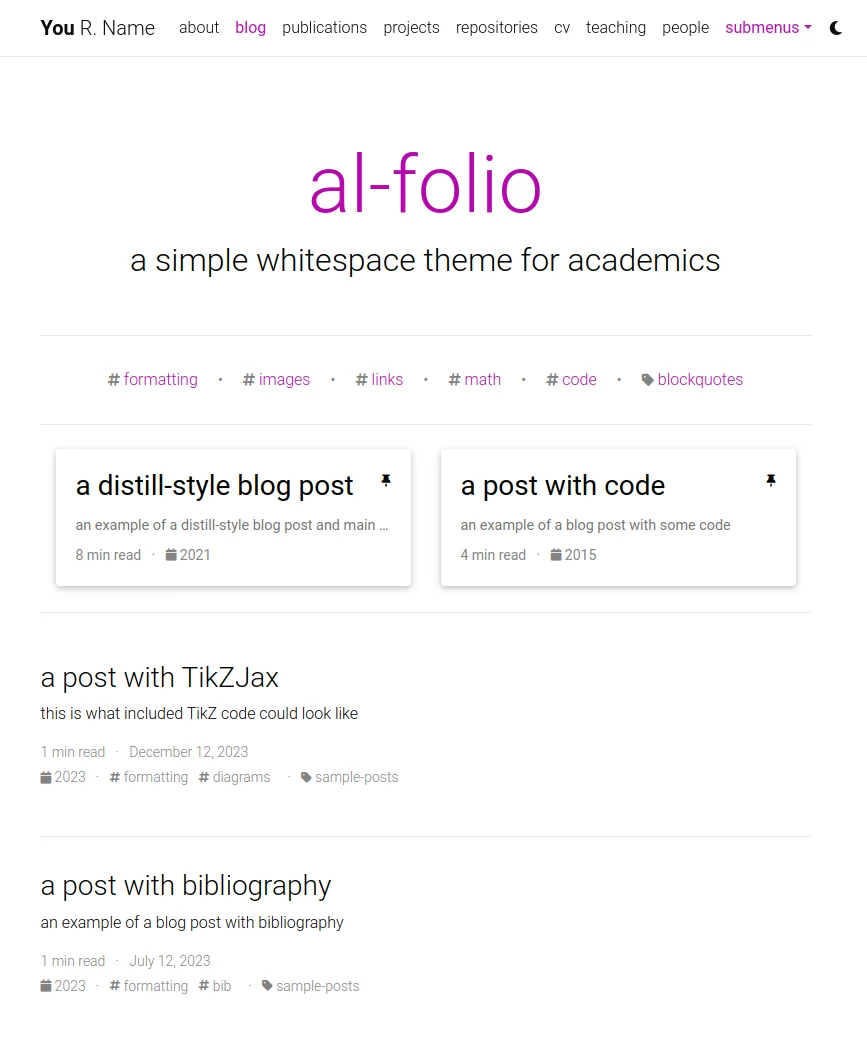 You R. Name about blog publications projects repositories cv teaching people submenus
al-folio
a simple whitespace theme for academics
# formatting • # images • # links • # math • # code • blockquotes
a distill-style blog post
an example of a distill-style blog post and main ...
8 min read · 2021
a post with code
an example of a blog post with some code
4 min read · 2015
a post with TikZJax
this is what included TikZ code could look like
1 min read · December 12, 2023
2023 · # formatting # diagrams · sample-posts
a post with bibliography
an example of a blog post with bibliography
1 min read · July 12, 2023
2023 · # formatting # bib · sample-posts